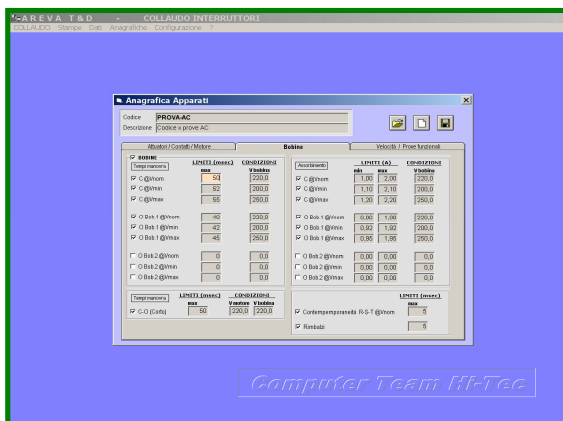 AREVA T&D - COLLAUDO INTERRUTTORI
COLLAUDO Stampe Dati Anagrafiche Configurazione ?
Anagrafica Apparati
Codice PROVA-AC
Descrizione Codice x prove AC
Attuatori / Contatti / Motore Bobine Velocità / Prove funzionali
BOBINE
Tempi manovra LIMITI (msec) CONDIZIONI
max V bobina
C @Vnom 50 220,0
C @Vmin 52 200,0
C @Vmax 55 250,0
O Bob.1 @Vnom 40 220,0
O Bob.1 @Vmin 42 200,0
O Bob.1 @Vmax 45 250,0
O Bob.2 @Vnom 0 0,0
O Bob.2 @Vmin 0 0,0
O Bob.2 @Vmax 0 0,0
Assorbimento LIMITI (A) CONDIZIONI
min max V bobina
C @Vnom 1,00 2,00 220,0
C @Vmin 1,10 2,10 200,0
C @Vmax 1,20 2,20 250,0
O Bob.1 @Vnom 0,90 1,90 220,0
O Bob.1 @Vmin 0,92 1,92 200,0
O Bob.1 @Vmax 0,95 1,95 250,0
O Bob.2 @Vnom 0,00 0,00 0,0
O Bob.2 @Vmin 0,00 0,00 0,0
O Bob.2 @Vmax 0,00 0,00 0,0
Tempi manovra LIMITI (msec) CONDIZIONI
max V motore V bobina
C-O (Corto) 50 220,0 220,0
LIMITI (msec)
max
Contempemporaneità R-S-T @Vnom 5
Rimbalzi 5
Computer Team Hi-Tec